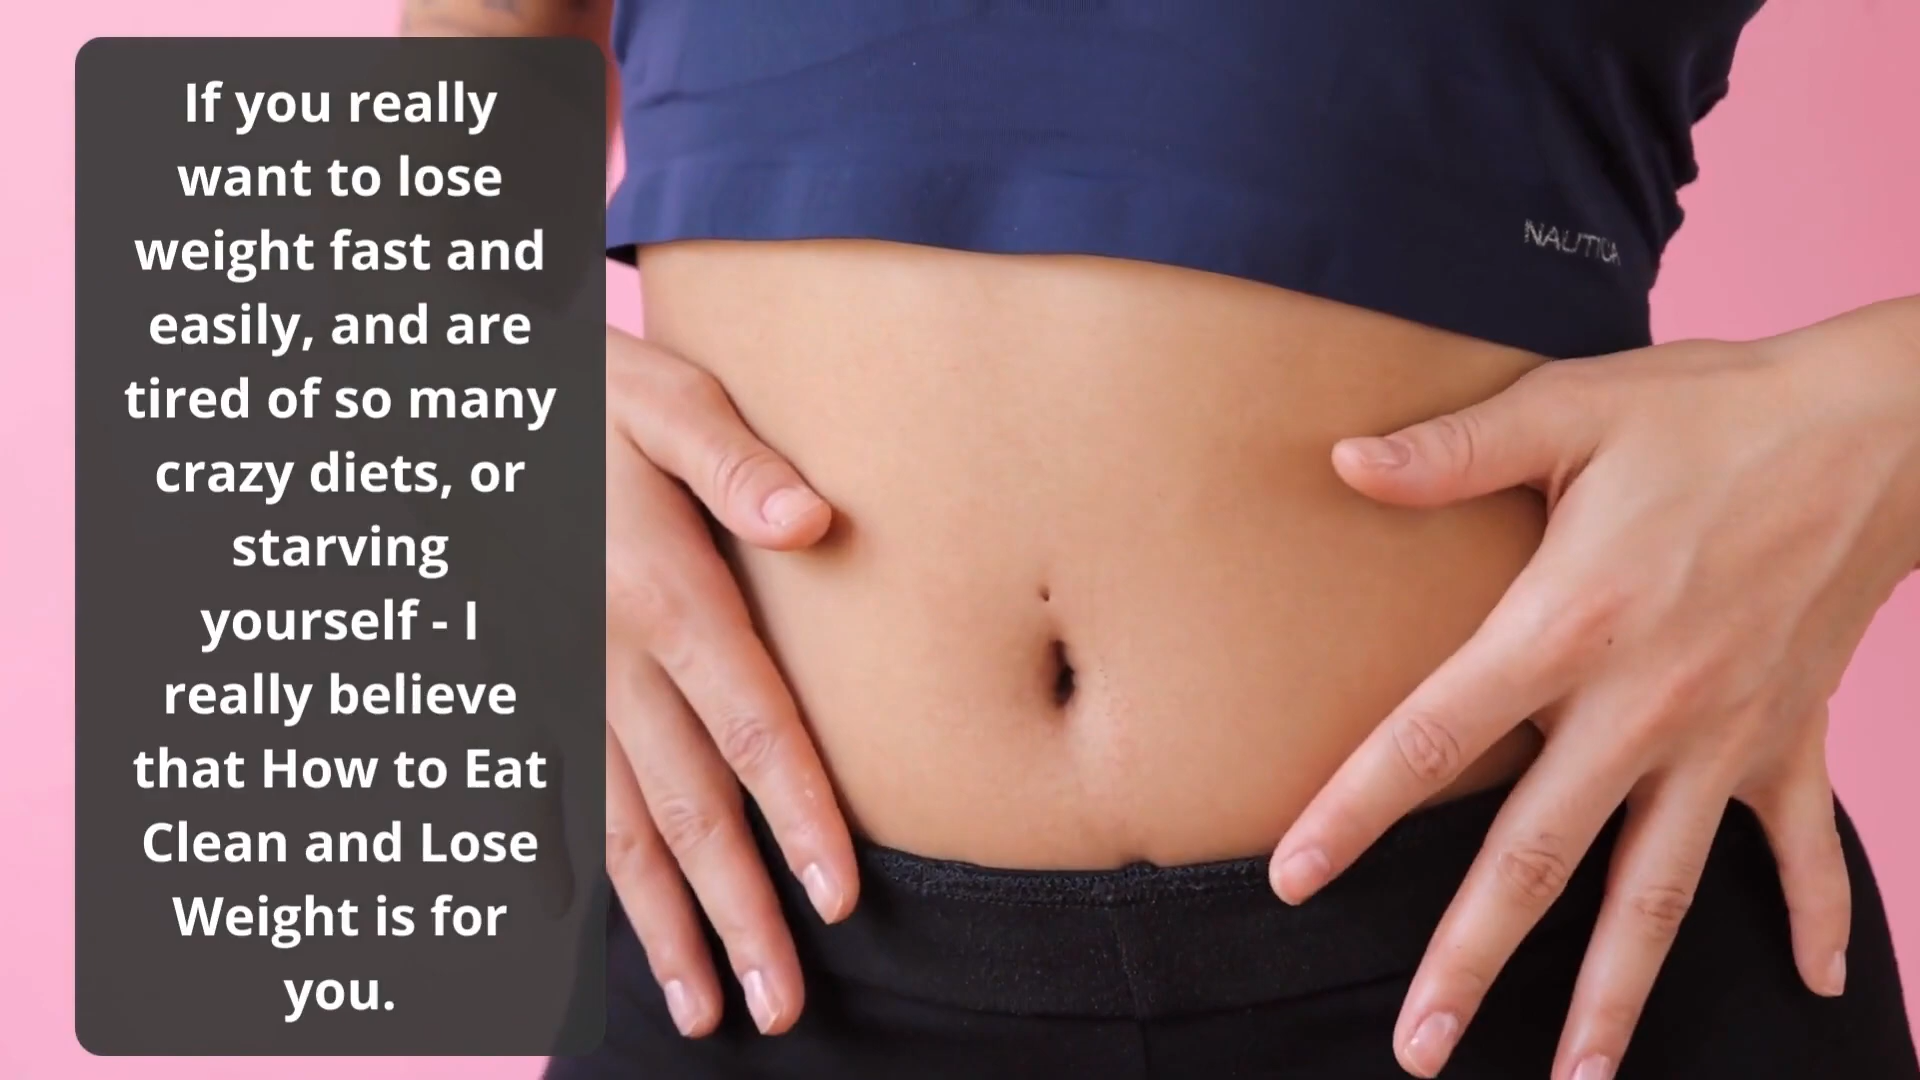 If you really
want to lose
weight fast and
easily, and are
tired of so many
crazy diets, or
starving
yourself - I
really believe
that How to Eat
Clean and Lose
Weight is for
you.
NAUTICA